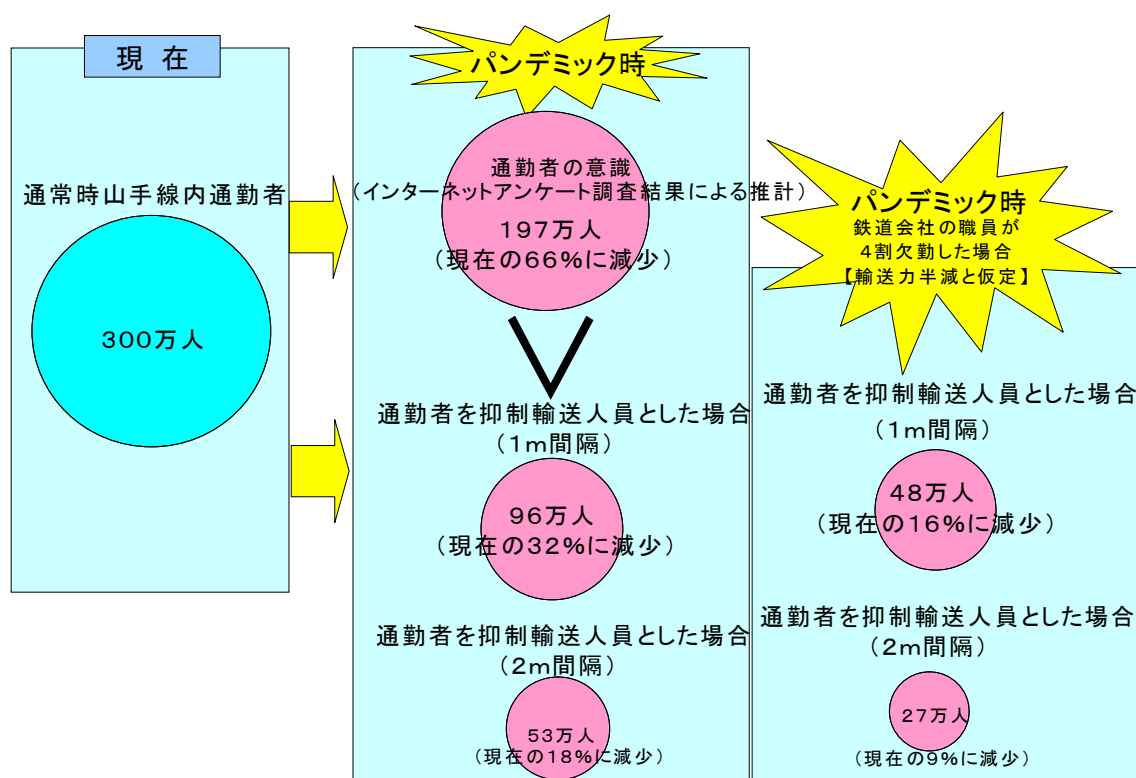 現 在
通常時山手線内通勤者
300万人
パンデミック時
通勤者の意識
（インターネットアンケート調査結果による推計）
197万人
（現在の66%に減少）
通勤者を抑制輸送人員とした場合
（1m間隔）
96万人
（現在の32%に減少）
通勤者を抑制輸送人員とした場合
（2m間隔）
53万人
（現在の18%に減少）
パンデミック時
鉄道会社の職員が
4割欠勤した場合
【輸送力半減と仮定】
通勤者を抑制輸送人員とした場合
（1m間隔）
48万人
（現在の16%に減少）
通勤者を抑制輸送人員とした場合
（2m間隔）
27万人
（現在の9%に減少）